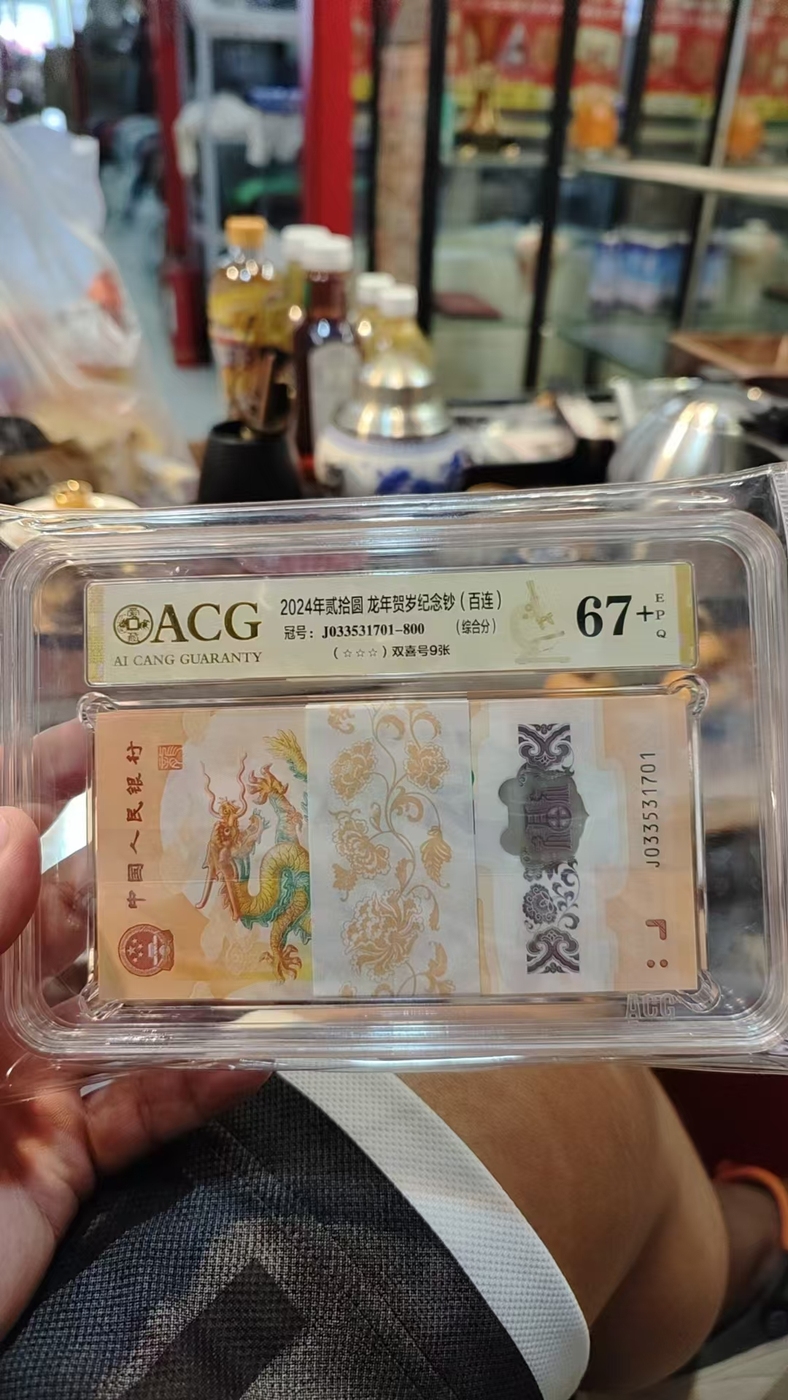 ACG
AI CANG GUARANTY
2024年贰拾圆 龙年贺岁纪念钞（百连）
冠号：J033531701-800 （综合分）
（☆☆☆）双喜号9张
67+
EPQ
中国人民银行
J033531701
ACG